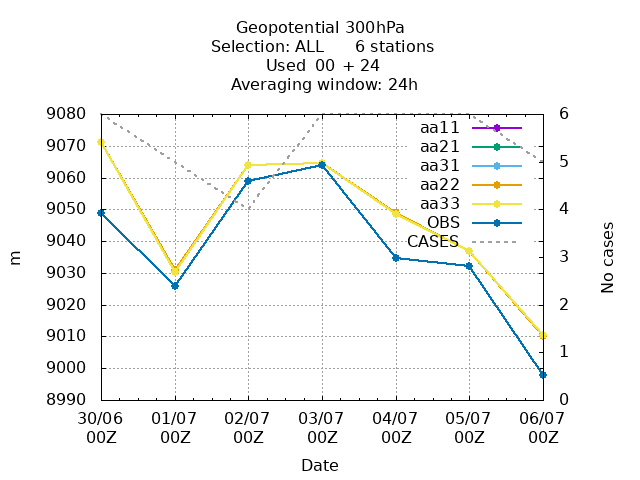 Geopotential 300hPa
Selection: ALL 6 stations
Used 00 + 24
Averaging window: 24h
9080
9070
9060
9050
9040
9030
9020
9010
9000
8990
m
6
5
4
3
2
1
0
No cases
aa11
aa21
aa31
aa22
aa33
OBS
CASES
30/06 01/07 02/07 03/07 04/07 05/07 06/07
00Z 00Z 00Z 00Z 00Z 00Z 00Z
Date